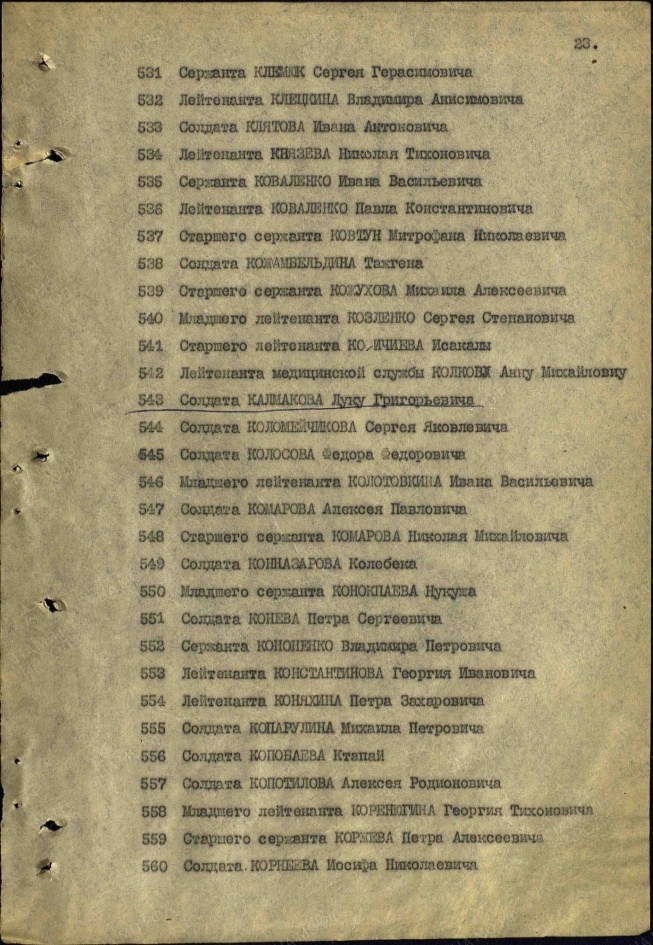 23.
531 Сержанта КЛЕМЮК Сергея Герасимовича
532 Лейтенанта КЛЕЦКИНА Владимира Анисимовича
533 Солдата КЛЯТОВА Ивана Антоновича
534 Лейтенанта КНЯЗЕВА Николая Тихоновича
535 Сержанта КОВАЛЕНКО Ивана Васильевича
536 Лейтенанта КОВАЛЕНКО Павла Константиновича
537 Старшего сержанта КОВТУН Митрофана Николаевича
538 Солдата КОЖАМБЕЛЬДИНА Тажгена
539 Старшего сержанта КОЖУХОВА Михаила Алексеевича
540 Младшего лейтенанта КОЗЛЕНКО Сергея Степановича
541 Старшего лейтенанта Исакалы
542 Лейтенанта медицинской службы Анну Михайловну
543 Солдата КАЛМАКОВА Луку Григорьевича
544 Солдата КОЛОМЕЙЧИКОВА Сергея Яковлевича
545 Солдата КОЛОСОВА Федора Федоровича
546 Младшего лейтенанта КОЛОТОВКИНА Ивана Васильевича
547 Солдата КОМАРОВА Алексея Павловича
548 Старшего сержанта КОМАРОВА Николая Михайловича
549 Солдата КОННАЗАРОВА Колебека
550 Младшего сержанта КОНОКПАЕВА Нукуша
551 Солдата КОНЕВА Петра Сергеевича
552 Сержанта КОНОНЕНКО Владимира Петровича
553 Лейтенанта КОНСТАНТИНОВА Георгия Ивановича
554 Лейтенанта КОНЯХИНА Петра Захаровича
555 Солдата КОПАРУЛИНА Михаила Петровича
556 Солдата КОПОБАЕВА Ктапай
557 Солдата КОПОТИЛОВА Алексея Родионовича
558 Младшего лейтенанта КОРЕНЮГИНА Георгия Тихоновича
559 Старшего сержанта КОРЖЕВА Петра Алексеевича
560 Солдата КОРНЕЕВА Иосифа Николаевича